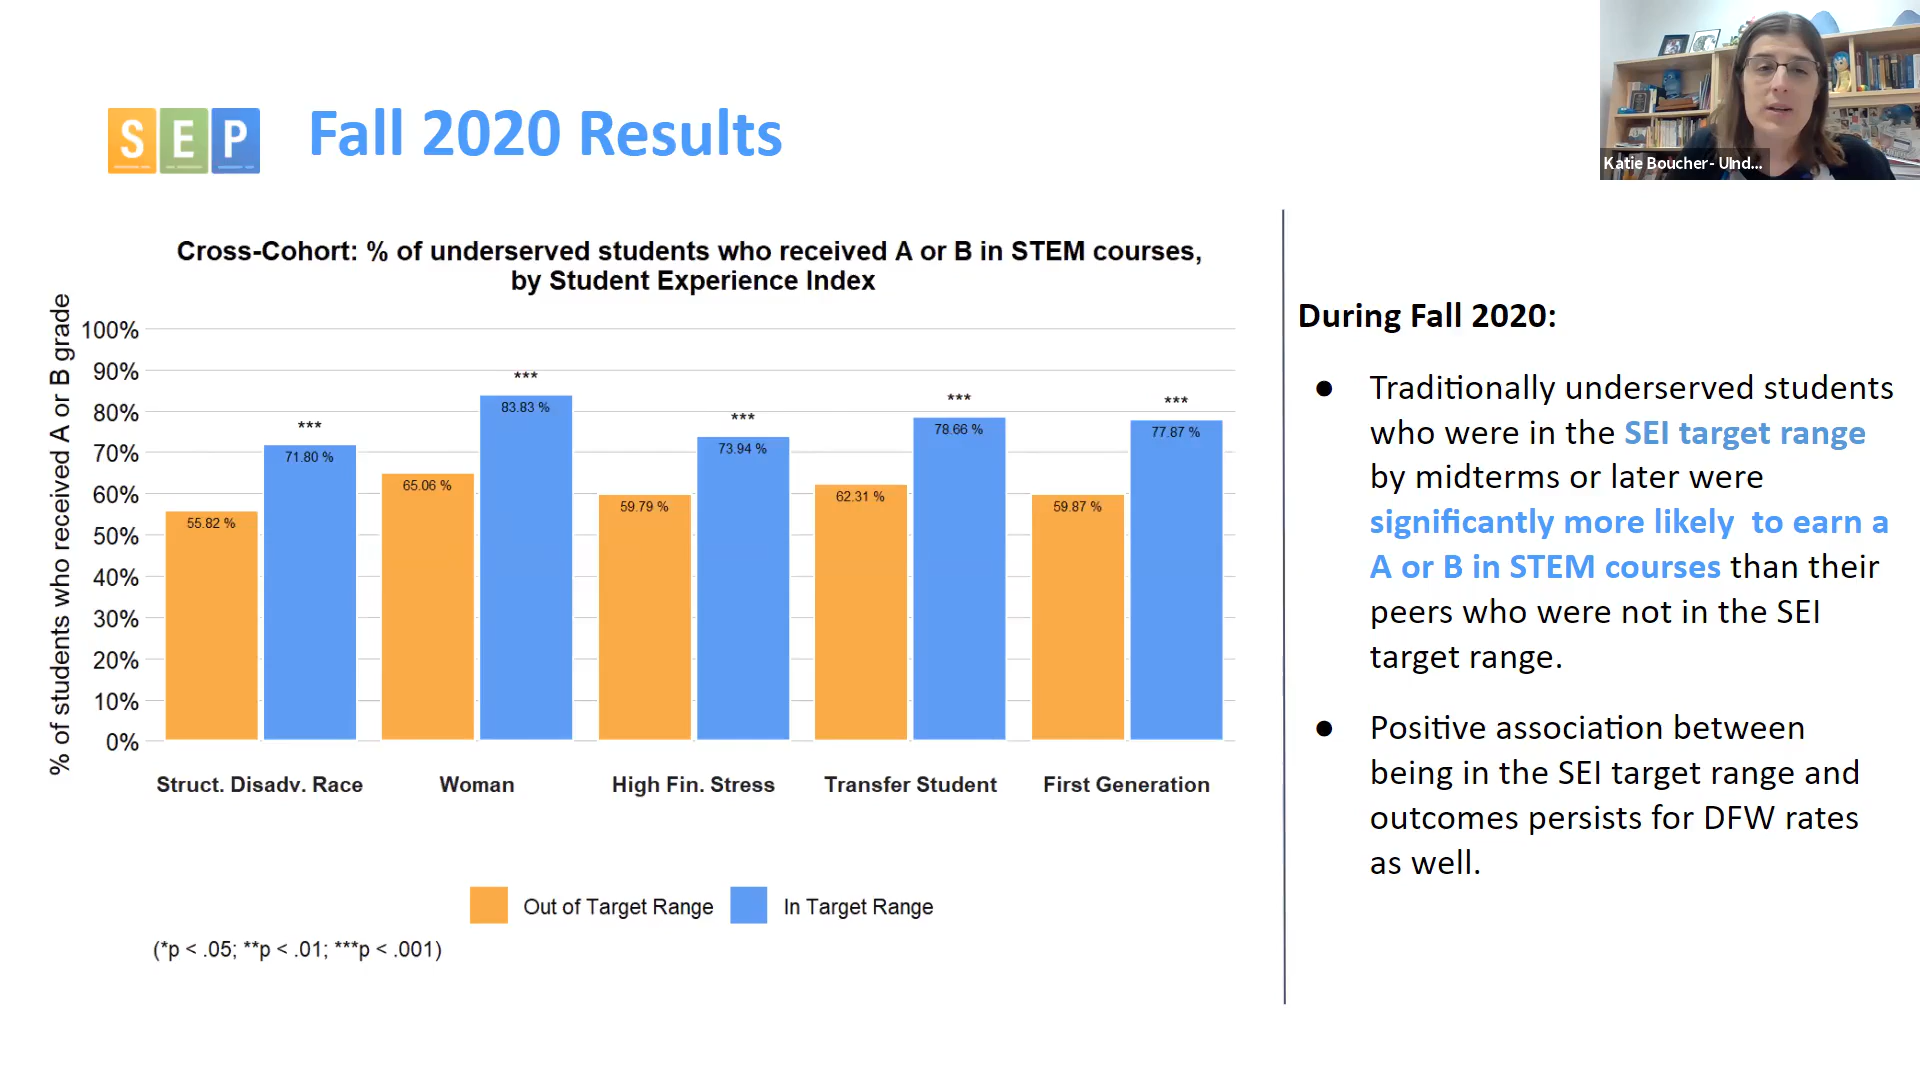 SEP
Fall 2020 Results
Katie Boucher- UInd...
Cross-Cohort: % of underserved students who received A or B in STEM courses,
by Student Experience Index
% of students who received A or B grade
100%
90%
80%
70%
60%
50%
40%
30%
20%
10%
0%
55.82 %
***
71.80 %
65.06 %
***
83.83 %
59.79 %
***
73.94 %
62.31 %
***
78.66 %
59.87 %
***
77.87 %
Struct. Disadv. Race
Woman
High Fin. Stress
Transfer Student
First Generation
Out of Target Range
In Target Range
(*p < .05; **p < .01; ***p < .001)
During Fall 2020:
● Traditionally underserved students
who were in the SEI target range
by midterms or later were
significantly more likely to earn a
A or B in STEM courses than their
peers who were not in the SEI
target range.
● Positive association between
being in the SEI target range and
outcomes persists for DFW rates
as well.